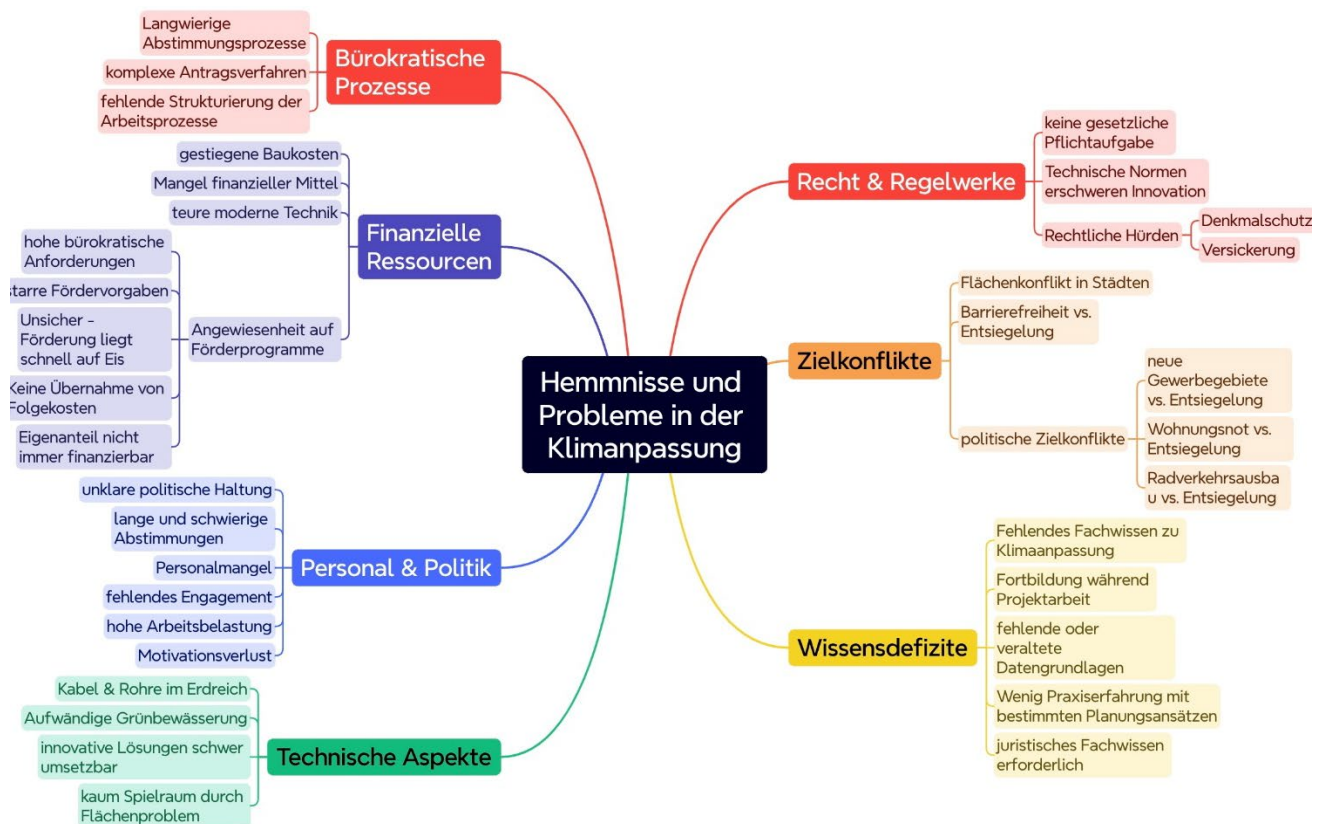 Hemmnisse und
Probleme in der
Klimanpassung
Bürokratische
Prozesse
Langwierige
Abstimmungsprozesse
komplexe Antragsverfahren
fehlende Strukturierung der
Arbeitsprozesse
Finanzielle
Ressourcen
gestiegene Baukosten
Mangel finanzieller Mittel
teure moderne Technik
Angewiesenheit auf
Förderprogramme
hohe bürokratische
Anforderungen
starre Fördervorgaben
Unsicher -
Förderung liegt
schnell auf Eis
Keine Übernahme von
Folgekosten
Eigenanteil nicht
immer finanzierbar
Personal & Politik
unklare politische Haltung
lange und schwierige
Abstimmungen
Personalmangel
fehlendes Engagement
hohe Arbeitsbelastung
Motivationsverlust
Technische Aspekte
Kabel & Rohre im Erdreich
Aufwändige Grünbewässerung
innovative Lösungen schwer
umsetzbar
kaum Spielraum durch
Flächenproblem
Recht & Regelwerke
keine gesetzliche
Pflichtaufgabe
Technische Normen
erschweren Innovation
Rechtliche Hürden
Denkmalschutz
Versickerung
Zielkonflikte
Flächenkonflikt in Städten
Barrierefreiheit vs.
Entsiegelung
politische Zielkonflikte
neue
Gewerbegebiete
vs. Entsiegelung
Wohnungsnot vs.
Entsiegelung
Radverkehrsausba
u vs. Entsiegelung
Wissensdefizite
Fehlendes Fachwissen zu
Klimaanpassung
Fortbildung während
Projektarbeit
fehlende oder
veraltete
Datengrundlagen
Wenig Praxiserfahrung mit
bestimmten Planungsansätzen
juristisches Fachwissen
erforderlich